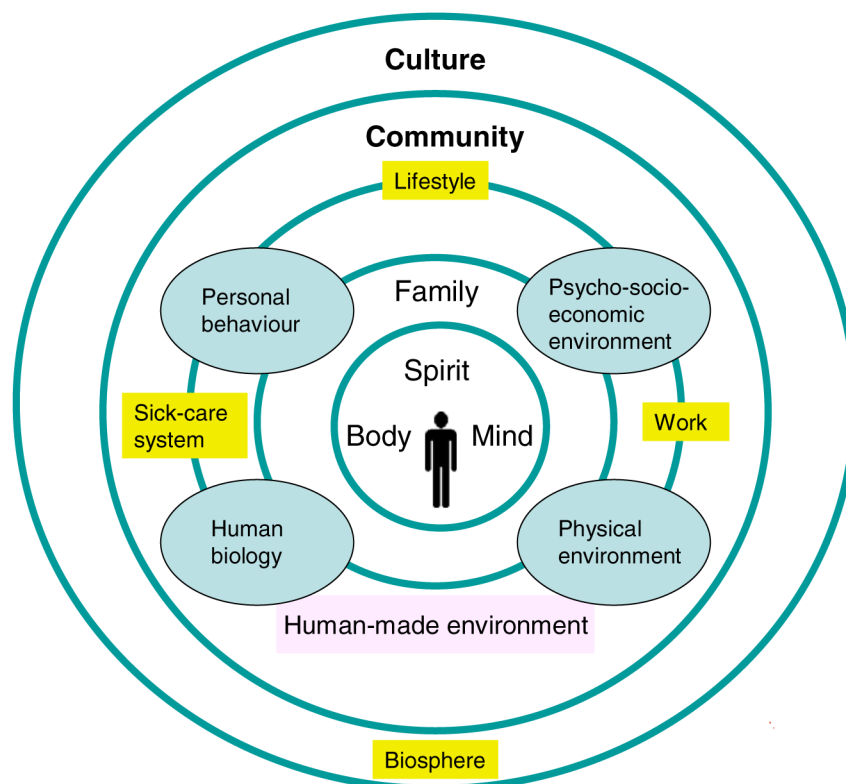 Culture
Community
Lifestyle
Personal
behaviour
Family
Psycho-socio-
economic
environment
Spirit
Sick-care
system
Body
Mind
Work
Human
biology
Physical
environment
Human-made environment
Biosphere